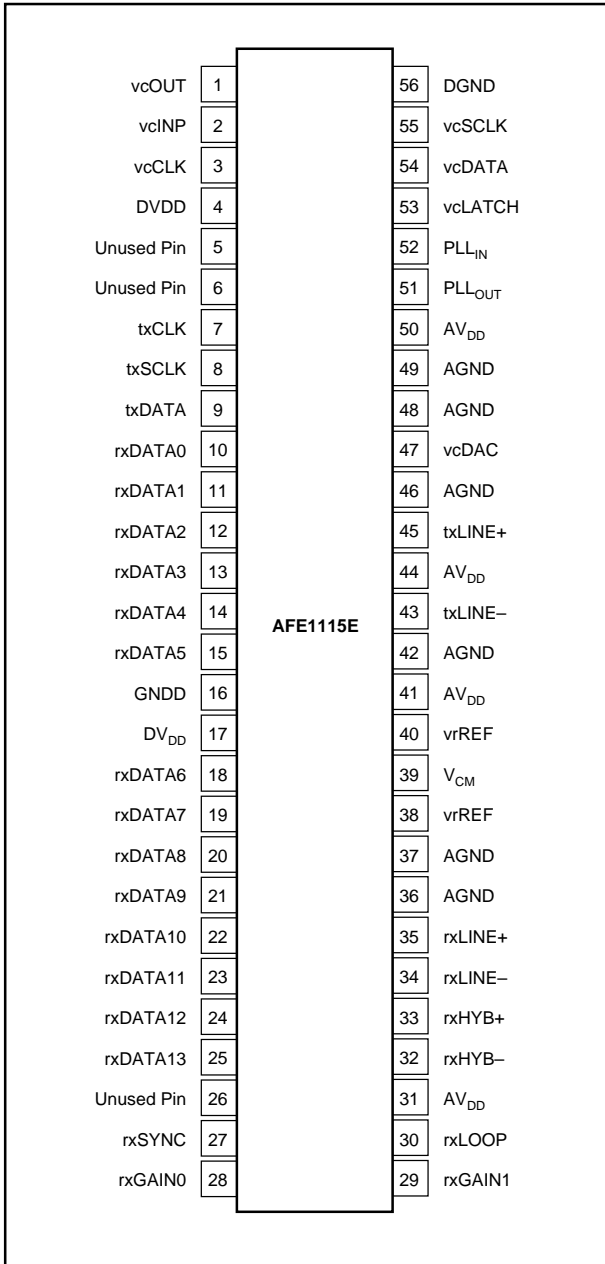 vcOUT 1 56 DGND
vcINP 2 55 vcSCLK
vcCLK 3 54 vcDATA
DVDD 4 53 vcLATCH
Unused Pin 5 52 PLLIN
Unused Pin 6 51 PLLOUT
txCLK 7 50 AVDD
txSCLK 8 49 AGND
txDATA 9 48 AGND
rxDATA0 10 47 vcDAC
rxDATA1 11 46 AGND
rxDATA2 12 45 txLINE+
rxDATA3 13 44 AVDD
rxDATA4 14 43 txLINE–
AFE1115E
rxDATA5 15 42 AGND
GNDD 16 41 AVDD
DVDD 17 40 vrREF
rxDATA6 18 39 VCM
rxDATA7 19 38 vrREF
rxDATA8 20 37 AGND
rxDATA9 21 36 AGND
rxDATA10 22 35 rxLINE+
rxDATA11 23 34 rxLINE–
rxDATA12 24 33 rxHYB+
rxDATA13 25 32 rxHYB–
Unused Pin 26 31 AVDD
rxSYNC 27 30 rxLOOP
rxGAIN0 28 29 rxGAIN1